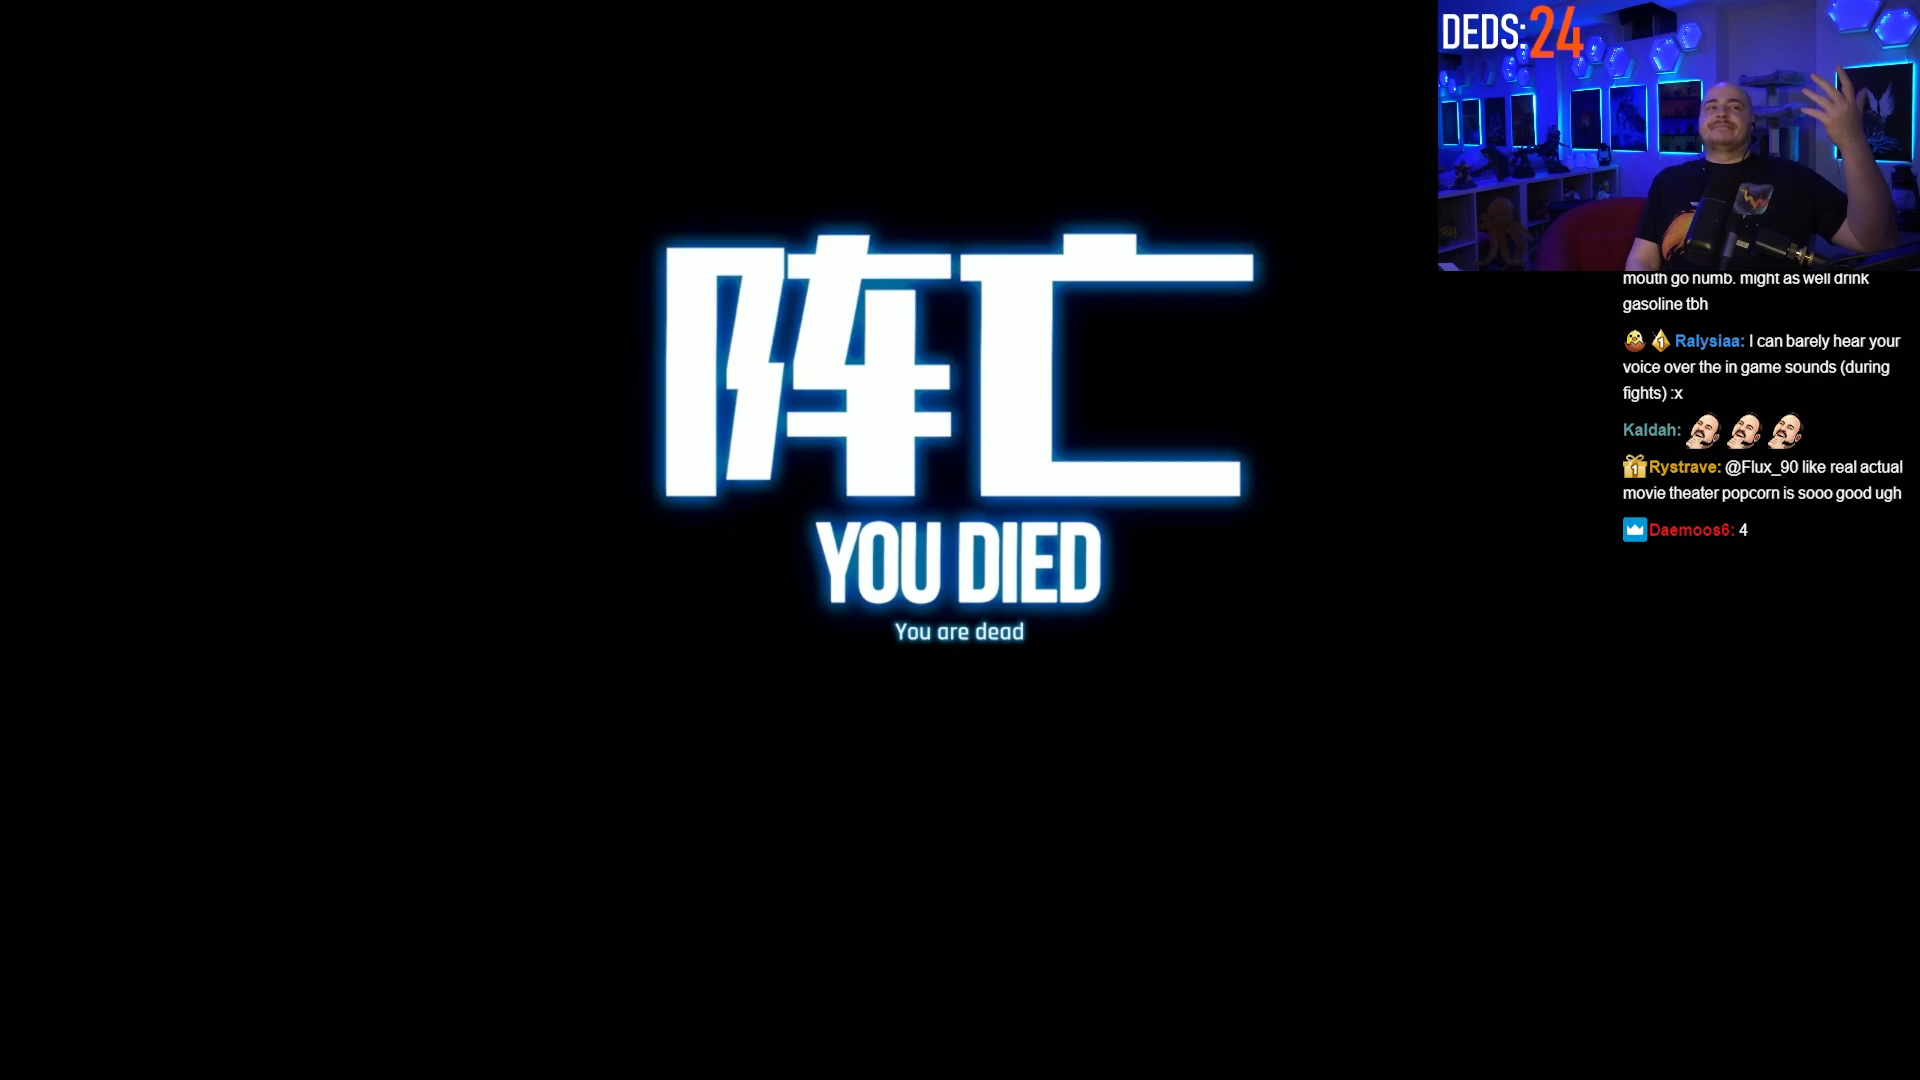 DEDS:24
阵亡
YOU DIED
You are dead
mouth go numb. might as well drink
gasoline tbh
Ralysiaa: I can barely hear your
voice over the in game sounds (during
fights) :x
Kaldah:
Rystrave: @Flux_90 like real actual
movie theater popcorn is sooo good ugh
Daemoos6: 4